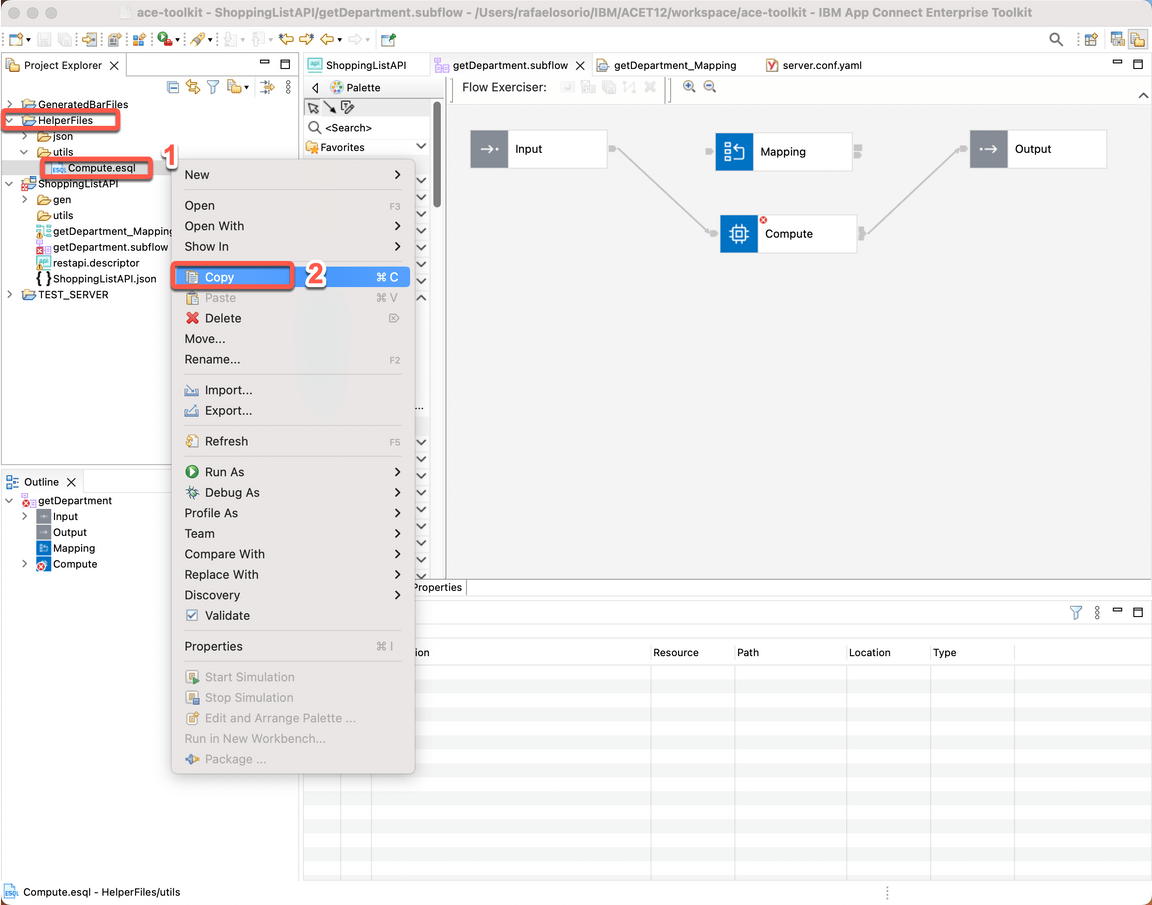 ace-toolkit - ShoppingListAPI/getDepartment.subflow - /Users/rafaelosorio/IBM/ACET12/workspace/ace-toolkit - IBM App Connect Enterprise Toolkit
Project Explorer
GeneratedBarFiles
HelperFiles
json
utils
Compute.esql
ShoppingListAPI
gen
utils
getDepartment_Mapping
getDepartment.subflow
restapi.descriptor
{} ShoppingListAPI.json
TEST_SERVER
1
ShoppingListAPI
getDepartment.subflow
getDepartment_Mapping
server.conf.yaml
Palette
Flow Exerciser:
<Search>
Favorites
Input
Mapping
Output
Compute
New
Open F3
Open With
Show In
Copy ⌘ C
2
Paste ⌘ V
Delete
Move...
Rename... F2
Import...
Export...
Refresh F5
Run As
Debug As
Profile As
Team
Compare With
Replace With
Discovery
Validate
Properties ⌘ I
Start Simulation
Stop Simulation
Edit and Arrange Palette ...
Run in New Workbench...
Package ...
...
Outline
getDepartment
Input
Output
Mapping
Compute
Properties
ion
Resource
Path
Location
Type
Compute.esql - HelperFiles/utils